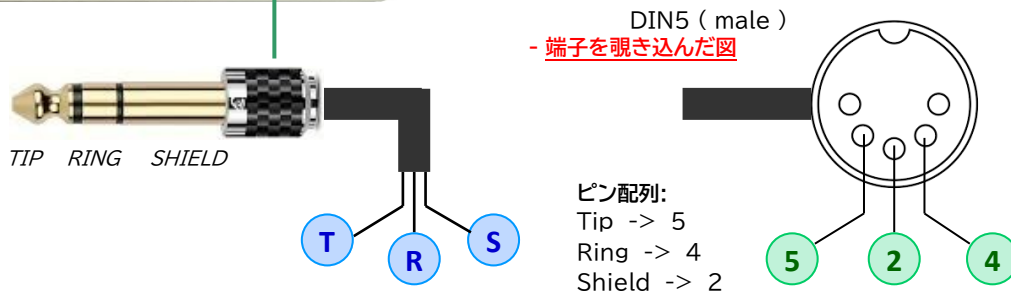 DIN5 ( male )
- 端子を覗き込んだ図
TIP RING SHIELD
ピン配列:
Tip -> 5
Ring -> 4
Shield -> 2
T
R
S
5
2
4